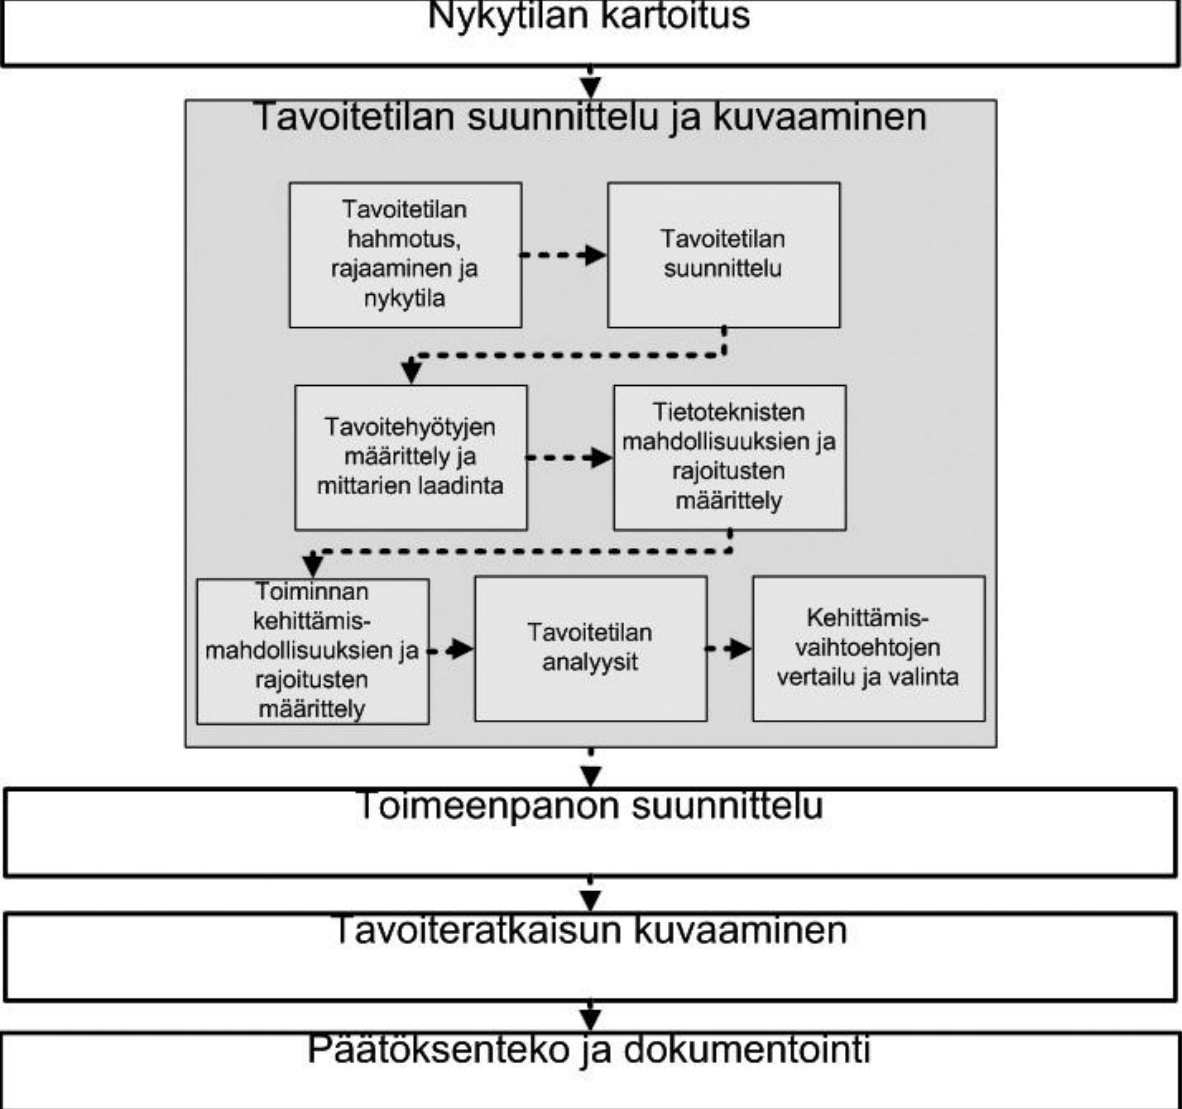 Nykytilan kartoitus
Tavoitetilan suunnittelu ja kuvaaminen
Tavoitetilan
hahmotus,
rajaaminen ja
nykytila
Tavoitetilan
suunnittelu
Tavoitehyötyjen
määrittely ja
mittarien laadinta
Tietoteknisten
mahdollisuuksien ja
rajoitusten
määrittely
Toiminnan
kehittämis-
mahdollisuuksien ja
rajoitusten
määrittely
Tavoitetilan
analyysit
Kehittämis-
vaihtoehtojen
vertailu ja valinta
Toimeenpanon suunnittelu
Tavoiteratkaisun kuvaaminen
Päätöksenteko ja dokumentointi